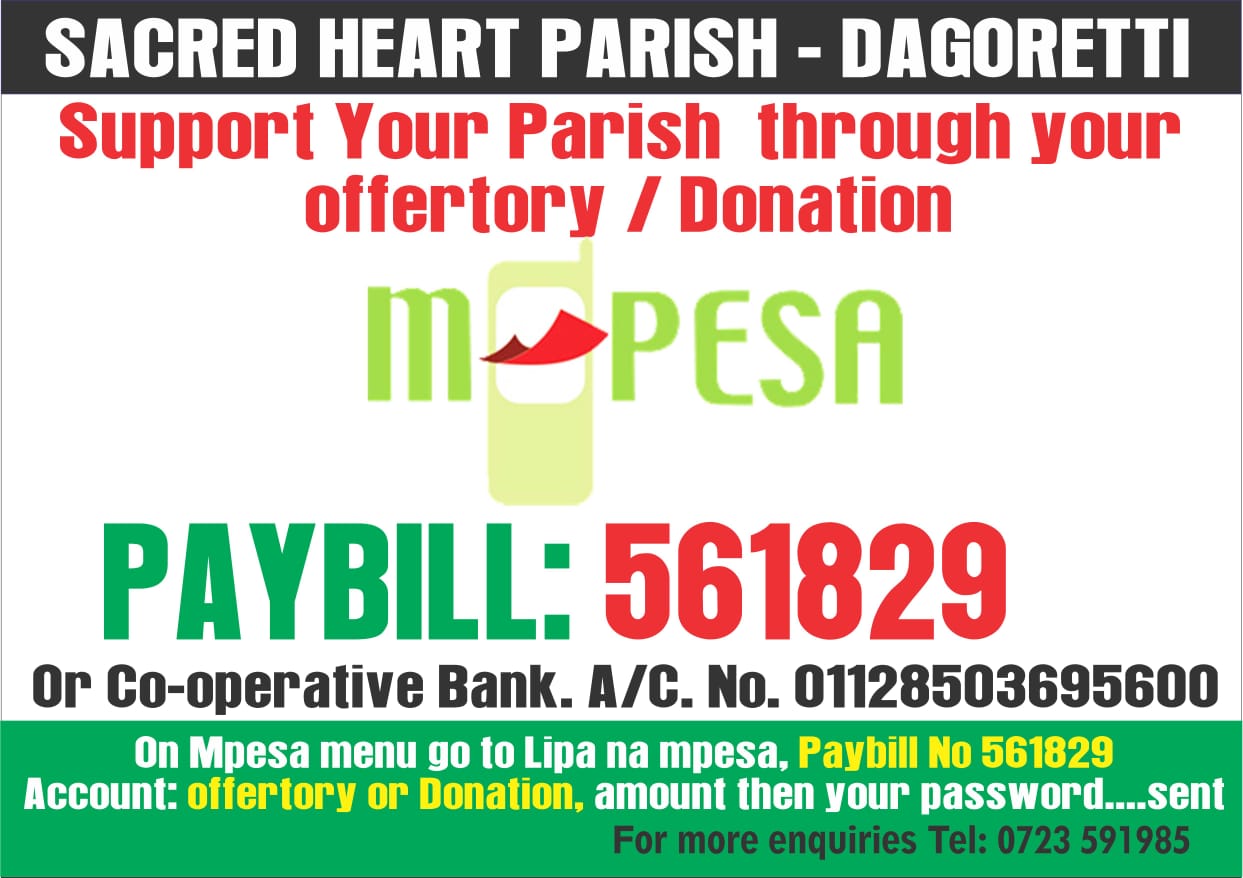 SACRED HEART PARISH - DAGORETTI
Support Your Parish through your
offertory / Donation
M PESA
PAYBILL: 561829
Or Co-operative Bank. A/C. No. 01128503695600
On Mpesa menu go to Lipa na mpesa, Paybill No 561829
Account: offertory or Donation, amount then your password....sent
For more enquiries Tel: 0723 591985